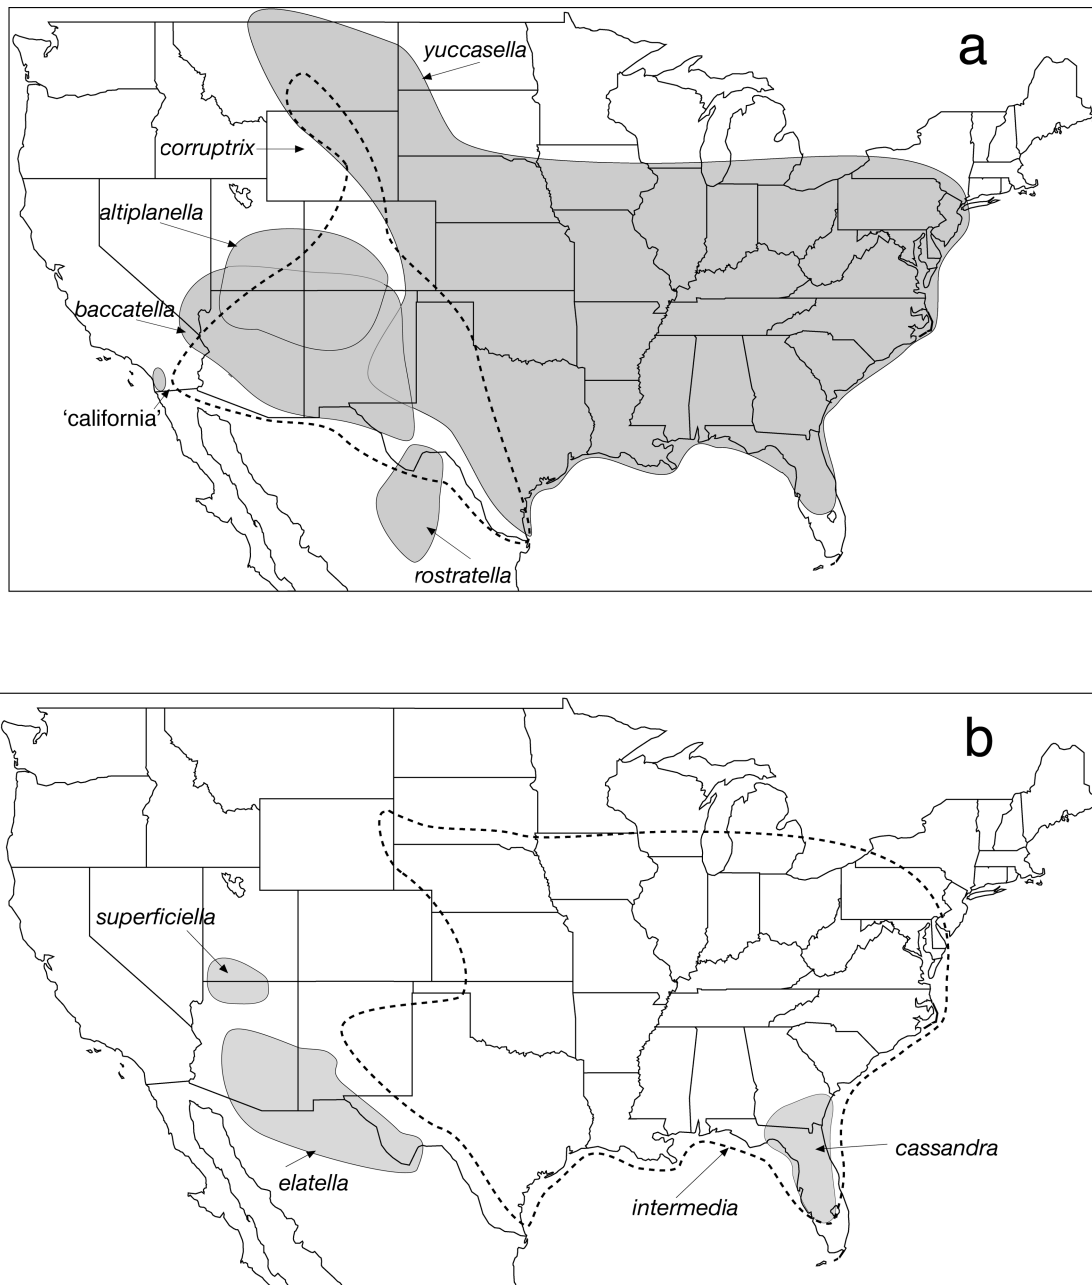 a
yuccasella
corruptrix
altiplanella
baccatella
‘california’
rostratella
b
superficiella
elatella
cassandra
intermedia